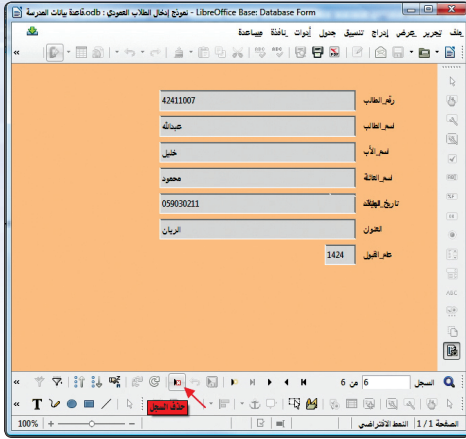 قاعدة بيانات المدرسة.odb : نموذج إدخال الطلاب العمودي - LibreOffice Base: Database Form
ملف تحرير عرض إدراج تنسيق جدول أدوات نافذة مساعدة
رقم_الطالب 42411007
اسم_الطالب عبدالله
اسم_الأب خليل
اسم_العائلة محمود
059030211
العنوان الريان
عام_القبول 1424
السجل 6 من 6
حذف السجل
الصفحة 1 / 1 النمط الافتراضي 100%